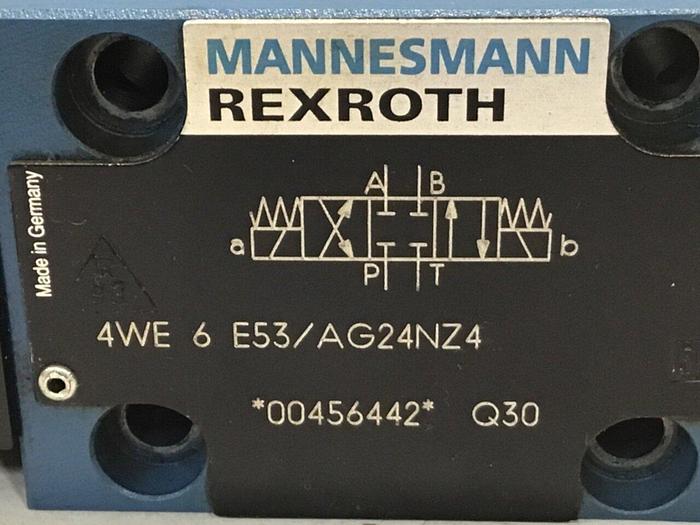 MANNESMANN
REXROTH
Made in Germany
A B
a b
P T
4WE 6 E53/AG24NZ4
*00456442* Q30